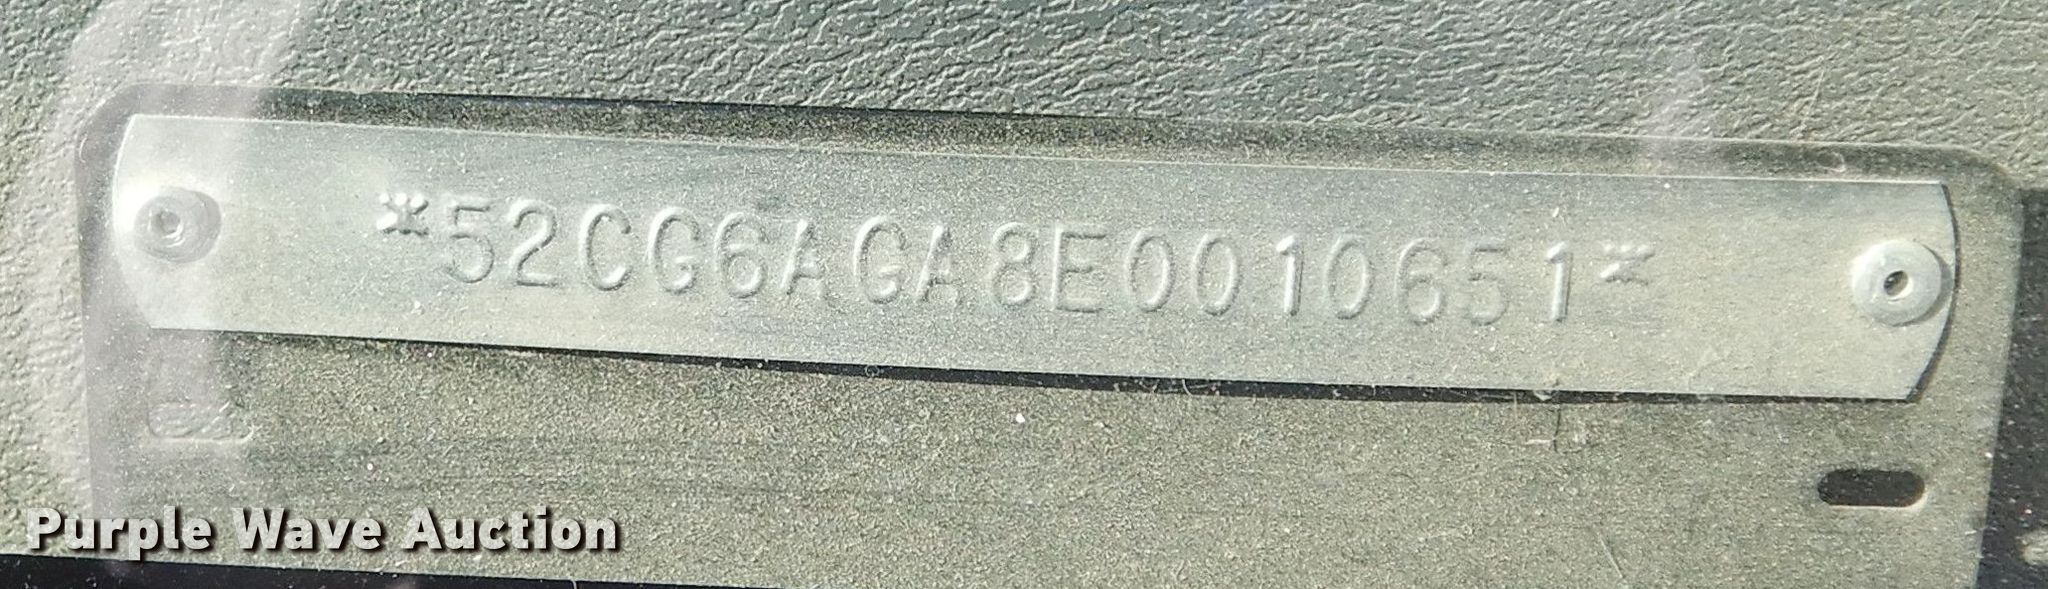 *52CG6AGA8E0010651*
Purple Wave Auction